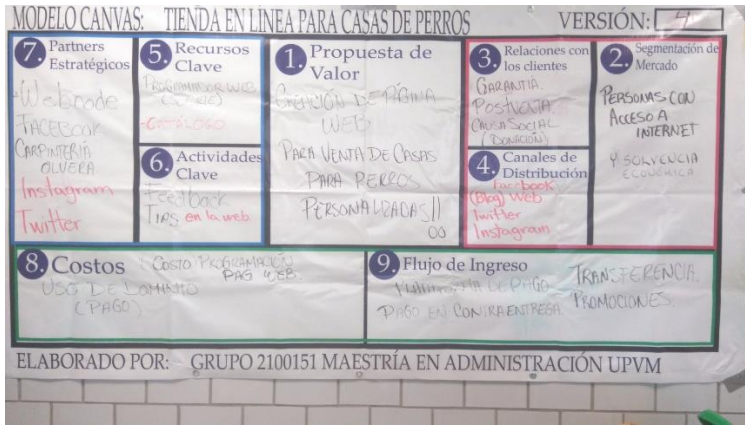 MODELO CANVAS: TIENDA EN LÍNEA PARA CASAS DE PERROS VERSIÓN: 4
7. Partners
Estratégicos
-Webcode
FACEBOOK
CARPINTERÍA
OLVERA
Instagram
Twitter
5. Recursos
Clave
PROGRAMADOR WEB
-CATÁLOGO
6. Actividades
Clave
Feedback
TIPS en la web
1. Propuesta de
Valor
CREACIÓN DE PÁGINA
WEB
PARA VENTA DE CASAS
PARA PERROS
PERSONALIZADAS
3. Relaciones con
los clientes
GARANTIA.
POSTVENTA.
CAUSA SOCIAL
(DONACIÓN)
4. Canales de
Distribución
Facebook
(Blog) Web
Twitter
Instagram
2. Segmentación de
Mercado
PERSONAS CON
ACCESO A
INTERNET
Y SOLVENCIA
ECONÓMICA
8. Costos
COSTO PROGRAMACIÓN
PAG WEB.
USO DE DOMINIO
(PAGO)
9. Flujo de Ingreso
DE PAGO
PAGO EN CONTRAENTREGA
TRANSFERENCIA.
PROMOCIONES.
ELABORADO POR: GRUPO 2100151 MAESTRÍA EN ADMINISTRACIÓN UPVM